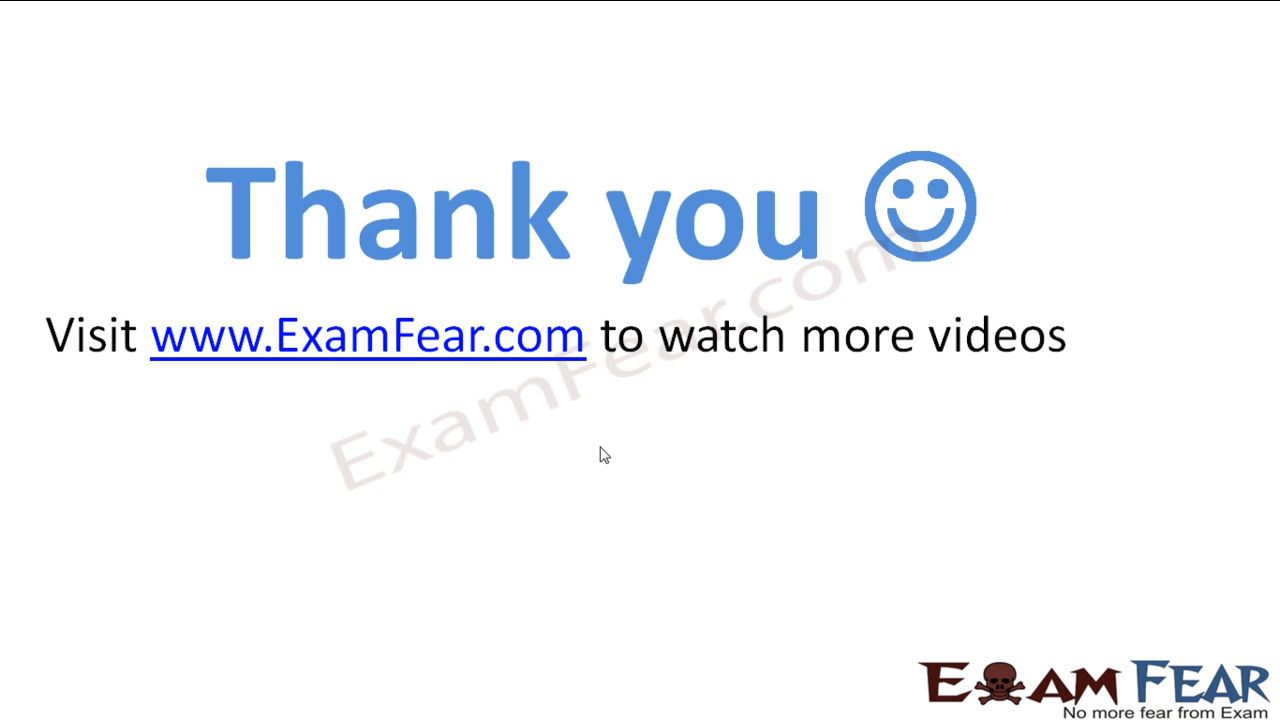 Thank you ☺
Visit www.ExamFear.com to watch more videos
ExamFear.com
EXAM FEAR
No more fear from Exam